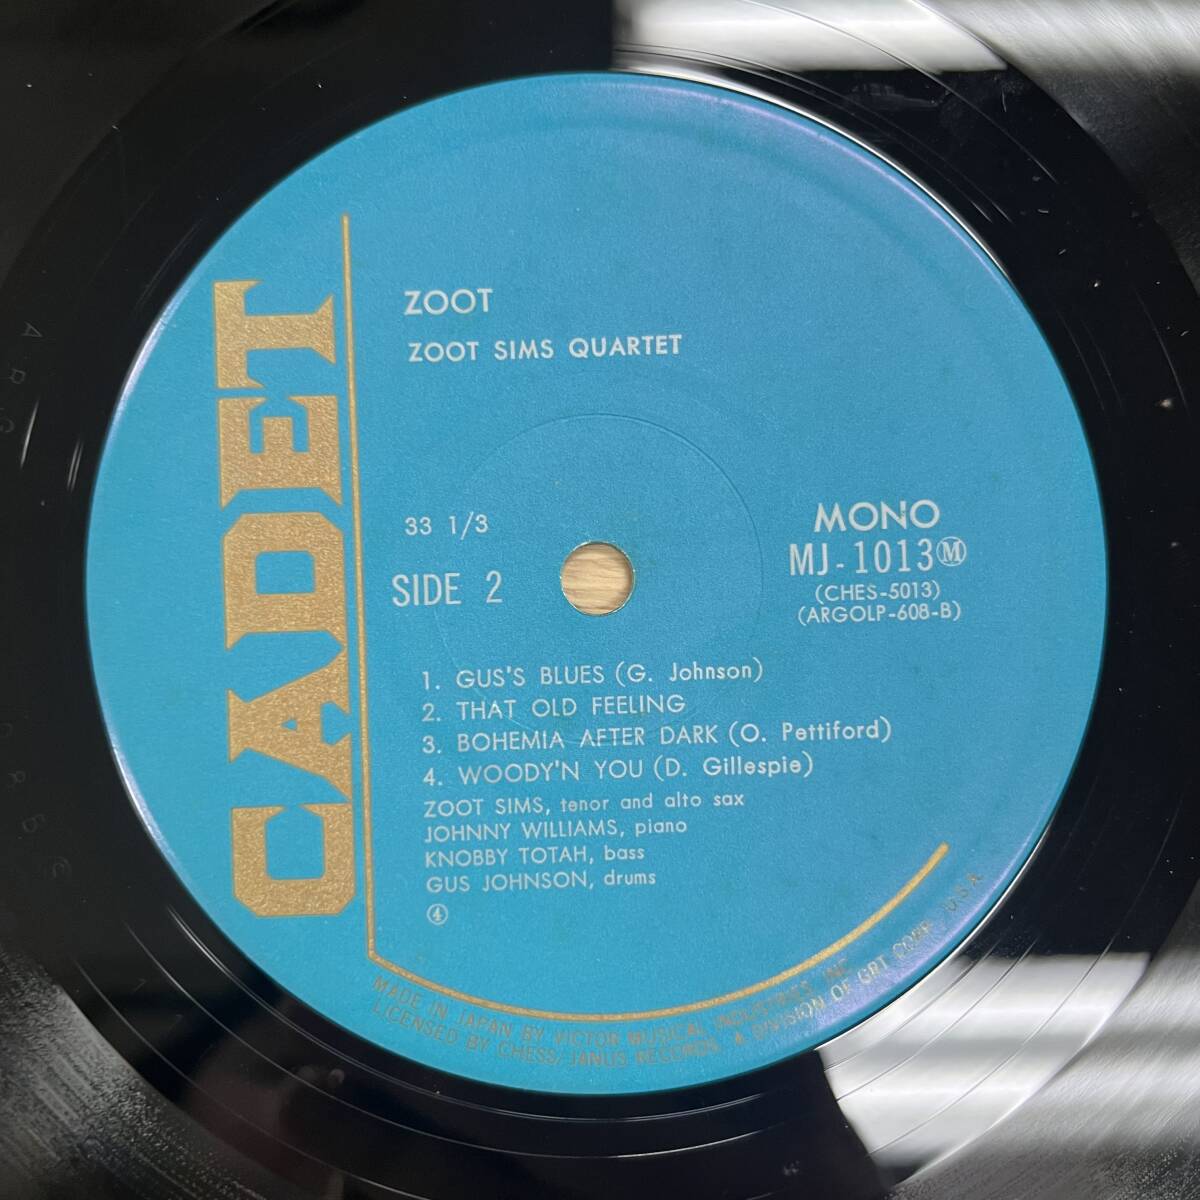 CADET
ZOOT
ZOOT SIMS QUARTET
33 1/3
SIDE 2
MONO
MJ-1013Ⓜ
(CHES-5013)
(ARGOLP-608-B)
1. GUS'S BLUES (G. Johnson)
2. THAT OLD FEELING
3. BOHEMIA AFTER DARK (O. Pettiford)
4. WOODY'N YOU (D. Gillespie)
ZOOT SIMS, tenor and alto sax
JOHNNY WILLIAMS, piano
KNOBBY TOTAH, bass
GUS JOHNSON, drums
④
MADE IN JAPAN BY VICTOR MUSICAL INDUSTRIES, INC.
LICENSED BY CHESS/JANUS RECORDS, A DIVISION OF GRT CORP., U.S.A.